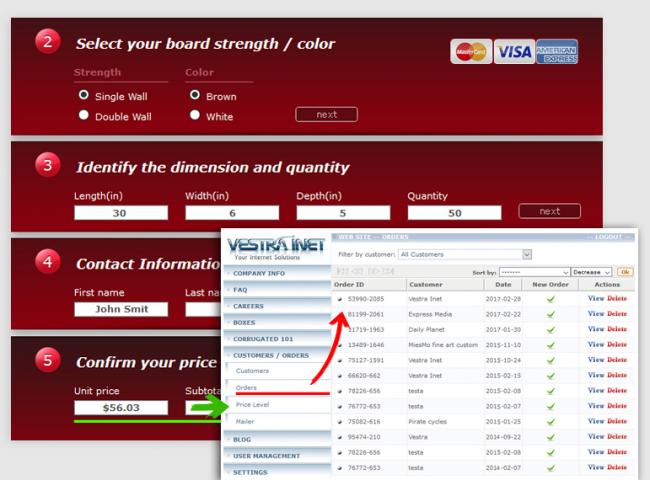 2 Select your board strength / color
MasterCard VISA AMERICAN EXPRESS
Strength Color
Single Wall Brown
Double Wall White
next
3 Identify the dimension and quantity
Length(in) Width(in) Depth(in) Quantity
30 6 5 50 next
4 Contact Informatio
First name Last na
John Smit
5 Confirm your price
Unit price Subtota
$56.03
VESTRA INET
Your Internet Solutions
COMPANY INFO
FAQ
CAREERS
BOXES
CORRUGATED 101
CUSTOMERS / ORDERS
Customers
Orders
Price Level
Mailer
BLOG
USER MANAGEMENT
SETTINGS
WEB SITE -- ORDERS -- LOGOUT --
Filter by customer: All Customers
Sort by: ------- Decrease Ok
Order ID Customer Date New Order Actions
53990-2085 Vestra Inet 2017-02-28 View Delete
81199-2061 Express Media 2017-02-22 View Delete
11719-1963 Daily Planet 2017-01-30 View Delete
13489-1646 MiesMo fine art custom 2015-11-10 View Delete
75127-1591 Vestra Inet 2015-10-24 View Delete
66620-662 Vestra Inet 2015-02-15 View Delete
78226-656 testa 2015-02-08 View Delete
76772-653 testa 2015-02-07 View Delete
75082-616 Pirate cycles 2015-01-25 View Delete
95474-210 Vestra 2014-09-22 View Delete
78226-656 testa 2015-02-08 View Delete
76772-653 testa 2014-02-07 View Delete